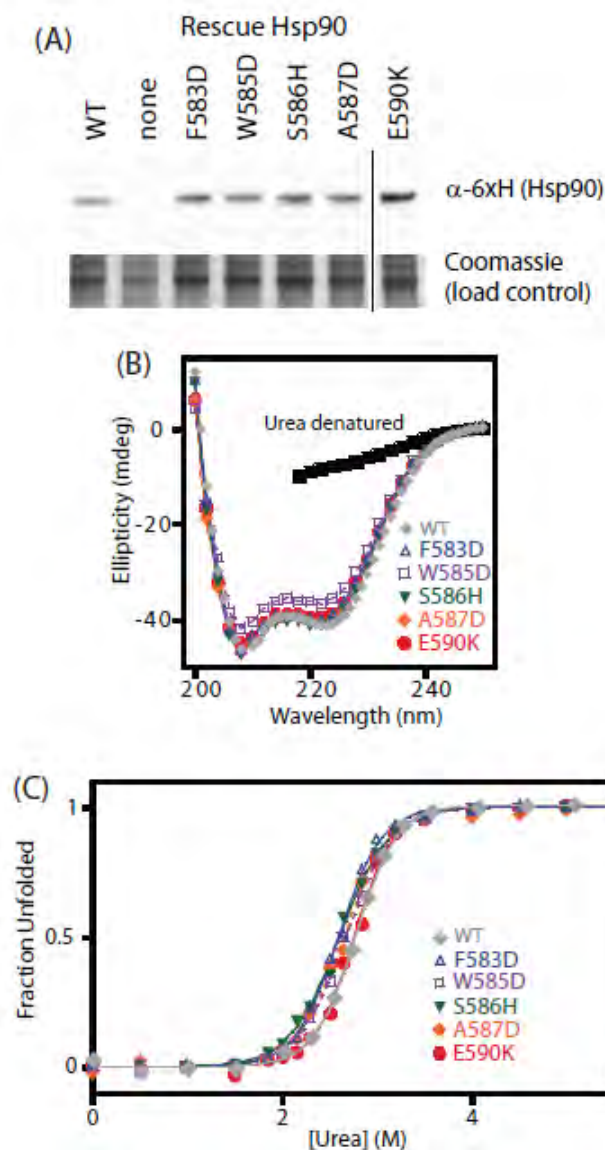 (A)
Rescue Hsp90
WT none F583D W585D S586H A587D E590K
α-6xH (Hsp90)
Coomassie
(load control)
(B)
Urea denatured
0
-20
-40
Ellipticity (mdeg)
WT
F583D
W585D
S586H
A587D
E590K
200 220 240
Wavelength (nm)
(C)
1
0.5
0
Fraction Unfolded
WT
F583D
W585D
S586H
A587D
E590K
0 2 4
[Urea] (M)